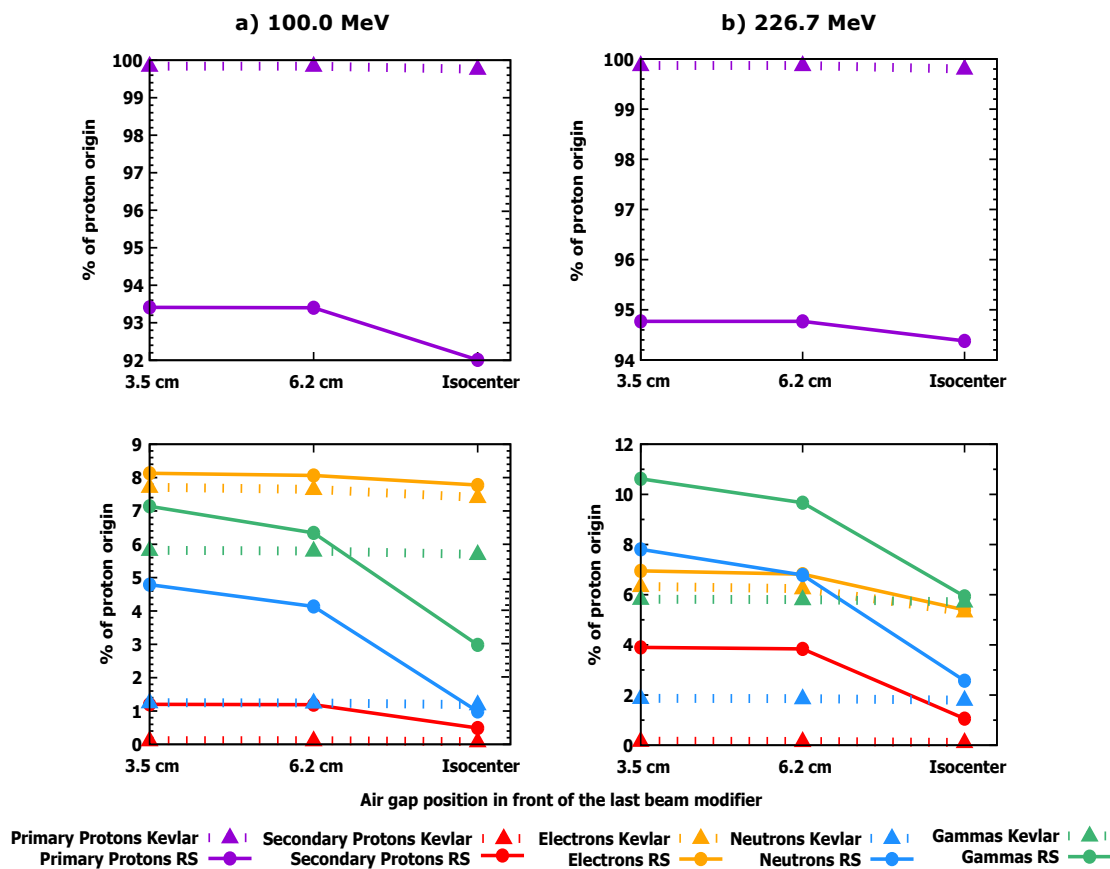 a) 100.0 MeV
b) 226.7 MeV
% of proton origin
100
99
98
97
96
95
94
93
92
3.5 cm 6.2 cm Isocenter
% of proton origin
100
99
98
97
96
95
94
3.5 cm 6.2 cm Isocenter
% of proton origin
9
8
7
6
5
4
3
2
1
0
3.5 cm 6.2 cm Isocenter
% of proton origin
12
10
8
6
4
2
0
3.5 cm 6.2 cm Isocenter
Air gap position in front of the last beam modifier
Primary Protons Kevlar Secondary Protons Kevlar Electrons Kevlar Neutrons Kevlar Gammas Kevlar
Primary Protons RS Secondary Protons RS Electrons RS Neutrons RS Gammas RS